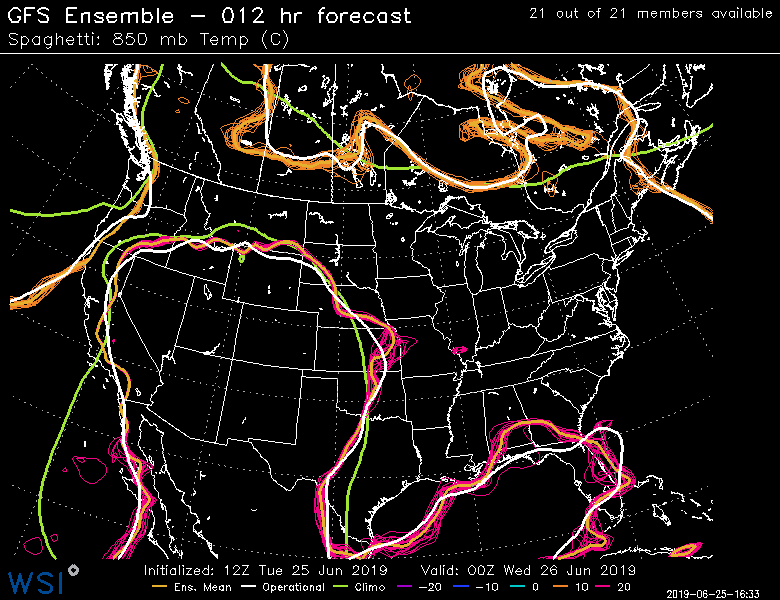 GFS Ensemble – 012 hr forecast
21 out of 21 members available
Spaghetti: 850 mb Temp (C)
Initialized: 12Z Tue 25 Jun 2019 Valid: 00Z Wed 26 Jun 2019
WSI
Ens. Mean Operational Climo -20 -10 0 10 20
2019-06-25-16:33